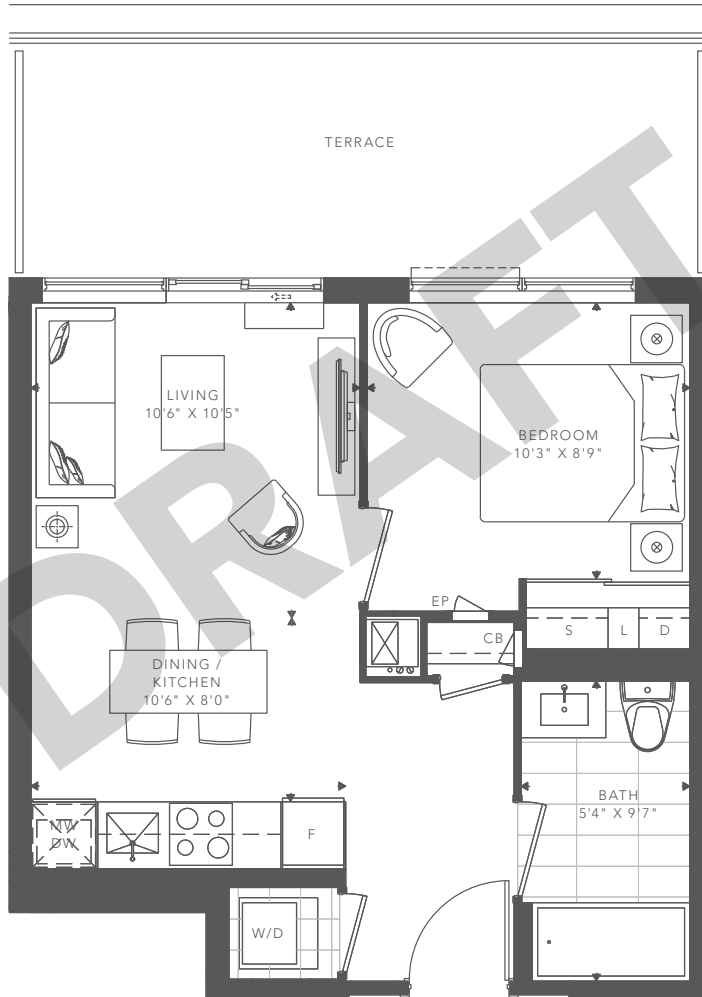 TERRACE
LIVING
10'6" X 10'5"
BEDROOM
10'3" X 8'9"
DRAFT
EP
CB
S L D
DINING /
KITCHEN
10'6" X 8'0"
BATH
5'4" X 9'7"
MW
DW
F
W/D